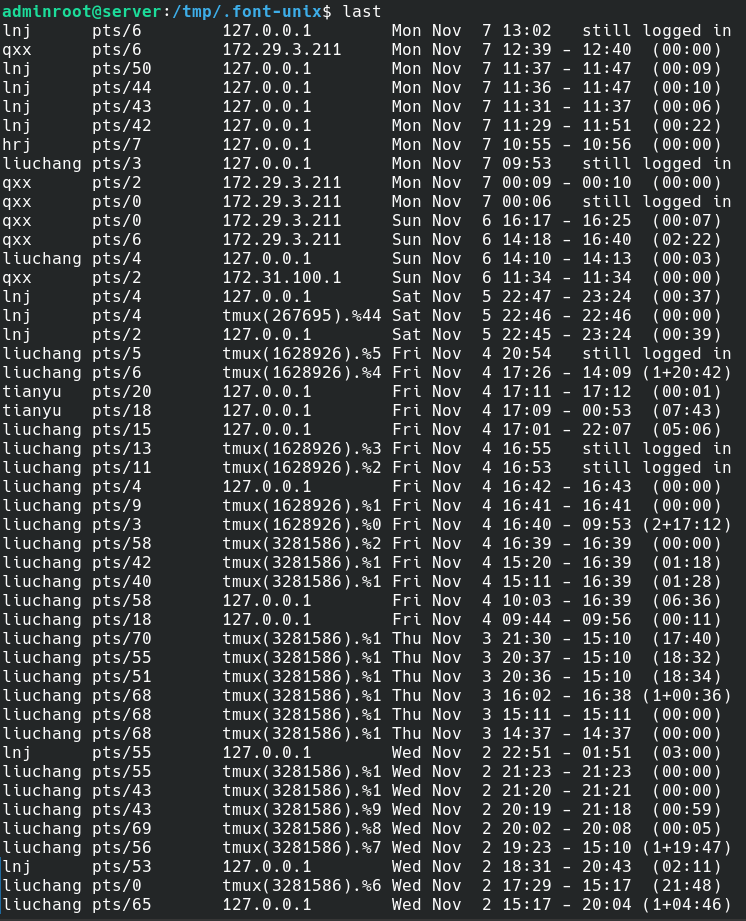 adminroot@server:/tmp/.font-unix$ last
lnj      pts/6        127.0.0.1        Mon Nov  7 13:02   still logged in
qxx      pts/6        172.29.3.211     Mon Nov  7 12:39 - 12:40  (00:00)
lnj      pts/50       127.0.0.1        Mon Nov  7 11:37 - 11:47  (00:09)
lnj      pts/44       127.0.0.1        Mon Nov  7 11:36 - 11:47  (00:10)
lnj      pts/43       127.0.0.1        Mon Nov  7 11:31 - 11:37  (00:06)
lnj      pts/42       127.0.0.1        Mon Nov  7 11:29 - 11:51  (00:22)
hrj      pts/7        127.0.0.1        Mon Nov  7 10:55 - 10:56  (00:00)
liuchang pts/3        127.0.0.1        Mon Nov  7 09:53   still logged in
qxx      pts/2        172.29.3.211     Mon Nov  7 00:09 - 00:10  (00:00)
qxx      pts/0        172.29.3.211     Mon Nov  7 00:06   still logged in
qxx      pts/0        172.29.3.211     Sun Nov  6 16:17 - 16:25  (00:07)
qxx      pts/6        172.29.3.211     Sun Nov  6 14:18 - 16:40  (02:22)
liuchang pts/4        127.0.0.1        Sun Nov  6 14:10 - 14:13  (00:03)
qxx      pts/2        172.31.100.1     Sun Nov  6 11:34 - 11:34  (00:00)
lnj      pts/4        127.0.0.1        Sat Nov  5 22:47 - 23:24  (00:37)
lnj      pts/4        tmux(267695).%44 Sat Nov  5 22:46 - 22:46  (00:00)
lnj      pts/2        127.0.0.1        Sat Nov  5 22:45 - 23:24  (00:39)
liuchang pts/5        tmux(1628926).%5 Fri Nov  4 20:54   still logged in
liuchang pts/6        tmux(1628926).%4 Fri Nov  4 17:26 - 14:09 (1+20:42)
tianyu   pts/20       127.0.0.1        Fri Nov  4 17:11 - 17:12  (00:01)
tianyu   pts/18       127.0.0.1        Fri Nov  4 17:09 - 00:53  (07:43)
liuchang pts/15       127.0.0.1        Fri Nov  4 17:01 - 22:07  (05:06)
liuchang pts/13       tmux(1628926).%3 Fri Nov  4 16:55   still logged in
liuchang pts/11       tmux(1628926).%2 Fri Nov  4 16:53   still logged in
liuchang pts/4        127.0.0.1        Fri Nov  4 16:42 - 16:43  (00:00)
liuchang pts/9        tmux(1628926).%1 Fri Nov  4 16:41 - 16:41  (00:00)
liuchang pts/3        tmux(1628926).%0 Fri Nov  4 16:40 - 09:53 (2+17:12)
liuchang pts/58       tmux(3281586).%2 Fri Nov  4 16:39 - 16:39  (00:00)
liuchang pts/42       tmux(3281586).%1 Fri Nov  4 15:20 - 16:39  (01:18)
liuchang pts/40       tmux(3281586).%1 Fri Nov  4 15:11 - 16:39  (01:28)
liuchang pts/58       127.0.0.1        Fri Nov  4 10:03 - 16:39  (06:36)
liuchang pts/18       127.0.0.1        Fri Nov  4 09:44 - 09:56  (00:11)
liuchang pts/70       tmux(3281586).%1 Thu Nov  3 21:30 - 15:10  (17:40)
liuchang pts/55       tmux(3281586).%1 Thu Nov  3 20:37 - 15:10  (18:32)
liuchang pts/51       tmux(3281586).%1 Thu Nov  3 20:36 - 15:10  (18:34)
liuchang pts/68       tmux(3281586).%1 Thu Nov  3 16:02 - 16:38 (1+00:36)
liuchang pts/68       tmux(3281586).%1 Thu Nov  3 15:11 - 15:11  (00:00)
liuchang pts/68       tmux(3281586).%1 Thu Nov  3 14:37 - 14:37  (00:00)
lnj      pts/55       127.0.0.1        Wed Nov  2 22:51 - 01:51  (03:00)
liuchang pts/55       tmux(3281586).%1 Wed Nov  2 21:23 - 21:23  (00:00)
liuchang pts/43       tmux(3281586).%1 Wed Nov  2 21:20 - 21:21  (00:00)
liuchang pts/43       tmux(3281586).%9 Wed Nov  2 20:19 - 21:18  (00:59)
liuchang pts/69       tmux(3281586).%8 Wed Nov  2 20:02 - 20:08  (00:05)
liuchang pts/56       tmux(3281586).%7 Wed Nov  2 19:23 - 15:10 (1+19:47)
lnj      pts/53       127.0.0.1        Wed Nov  2 18:31 - 20:43  (02:11)
liuchang pts/0        tmux(3281586).%6 Wed Nov  2 17:29 - 15:17  (21:48)
liuchang pts/65       127.0.0.1        Wed Nov  2 15:17 - 20:04 (1+04:46)